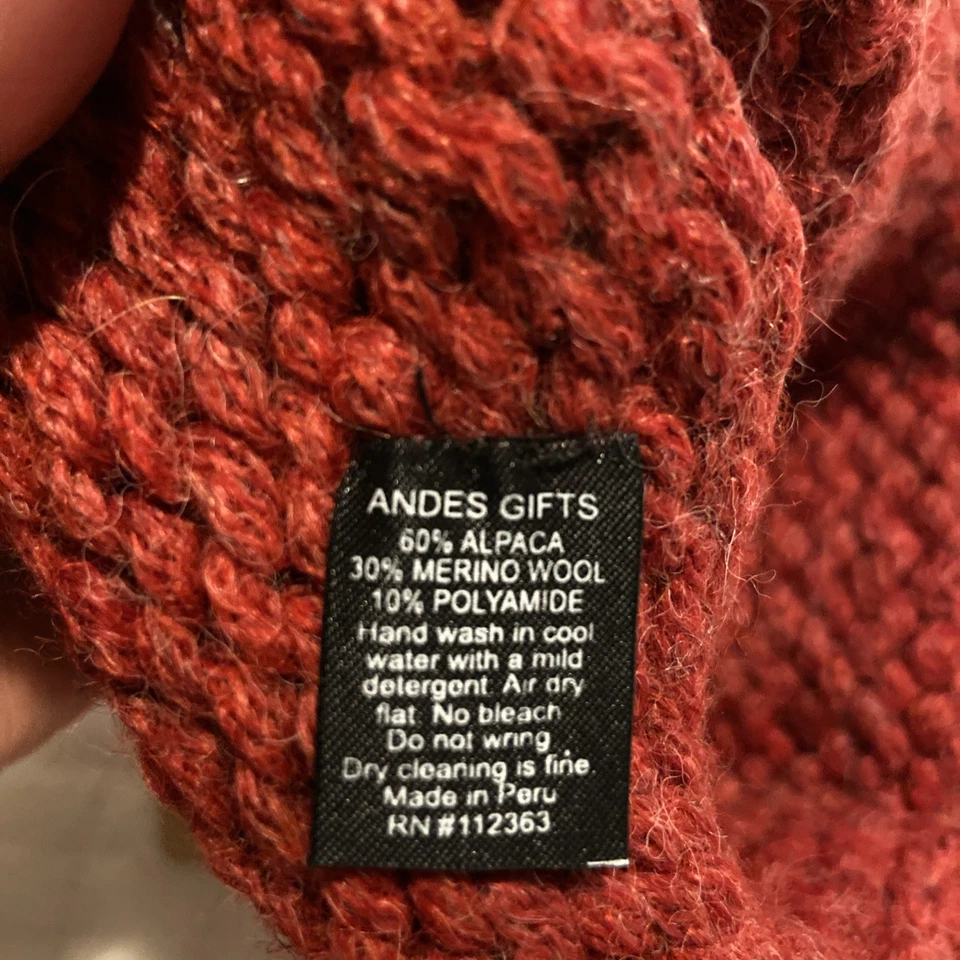 ANDES GIFTS
60% ALPACA
30% MERINO WOOL
10% POLYAMIDE
Hand wash in cool
water with a mild
detergent. Air dry
flat. No bleach
Do not wring.
Dry cleaning is fine.
Made in Peru
RN #112363